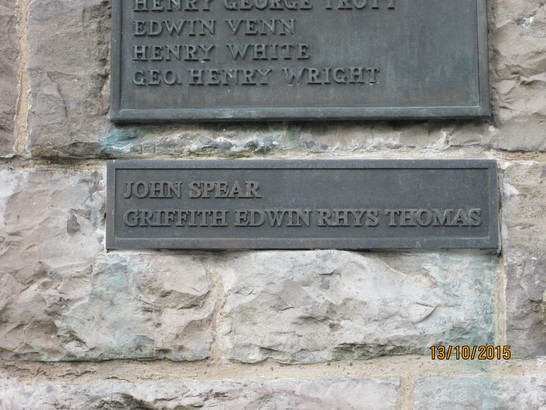 HENRY GEORGE TROTT
EDWIN VENN
HENRY WHITE
GEO. HENRY WRIGHT
JOHN SPEAR
GRIFFITH EDWIN RHYS THOMAS
13/10/2015